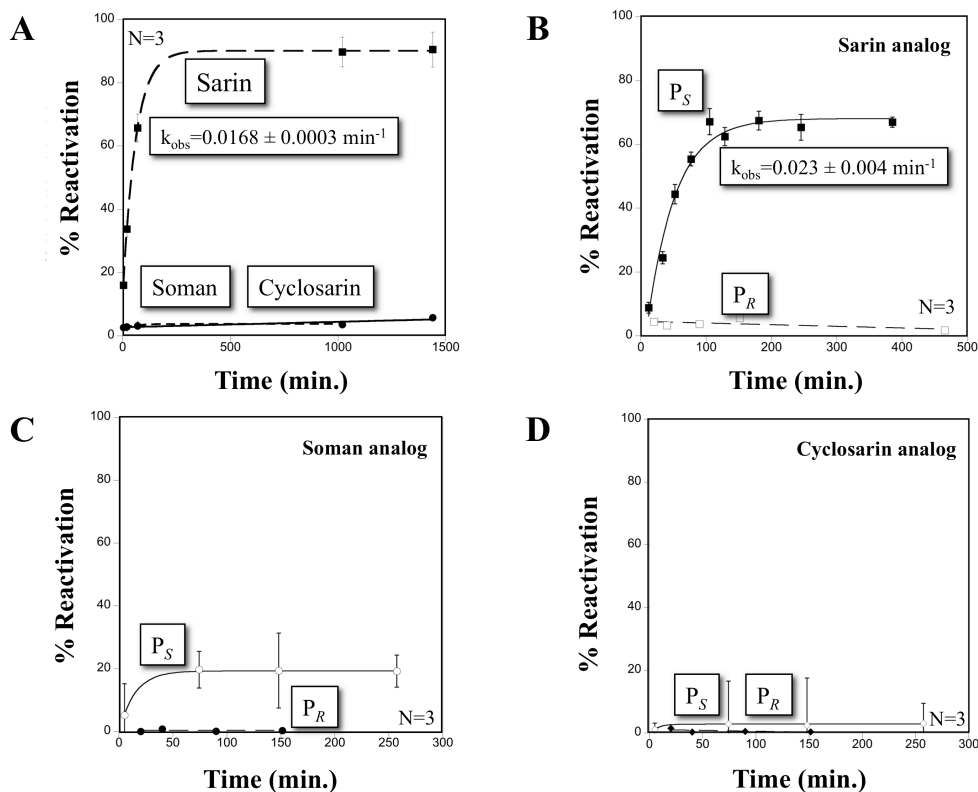 A
N=3
Sarin
k_obs=0.0168 ± 0.0003 min⁻¹
Soman
Cyclosarin
% Reactivation
100
80
60
40
20
0
0 500 1000 1500
Time (min.)
B
Sarin analog
P_S
k_obs=0.023 ± 0.004 min⁻¹
P_R
N=3
% Reactivation
100
80
60
40
20
0
0 100 200 300 400 500
Time (min.)
C
Soman analog
P_S
P_R
N=3
% Reactivation
100
80
60
40
20
0
0 50 100 150 200 250 300
Time (min.)
D
Cyclosarin analog
P_S
P_R
N=3
% Reactivation
100
80
60
40
20
0
0 50 100 150 200 250 300
Time (min.)